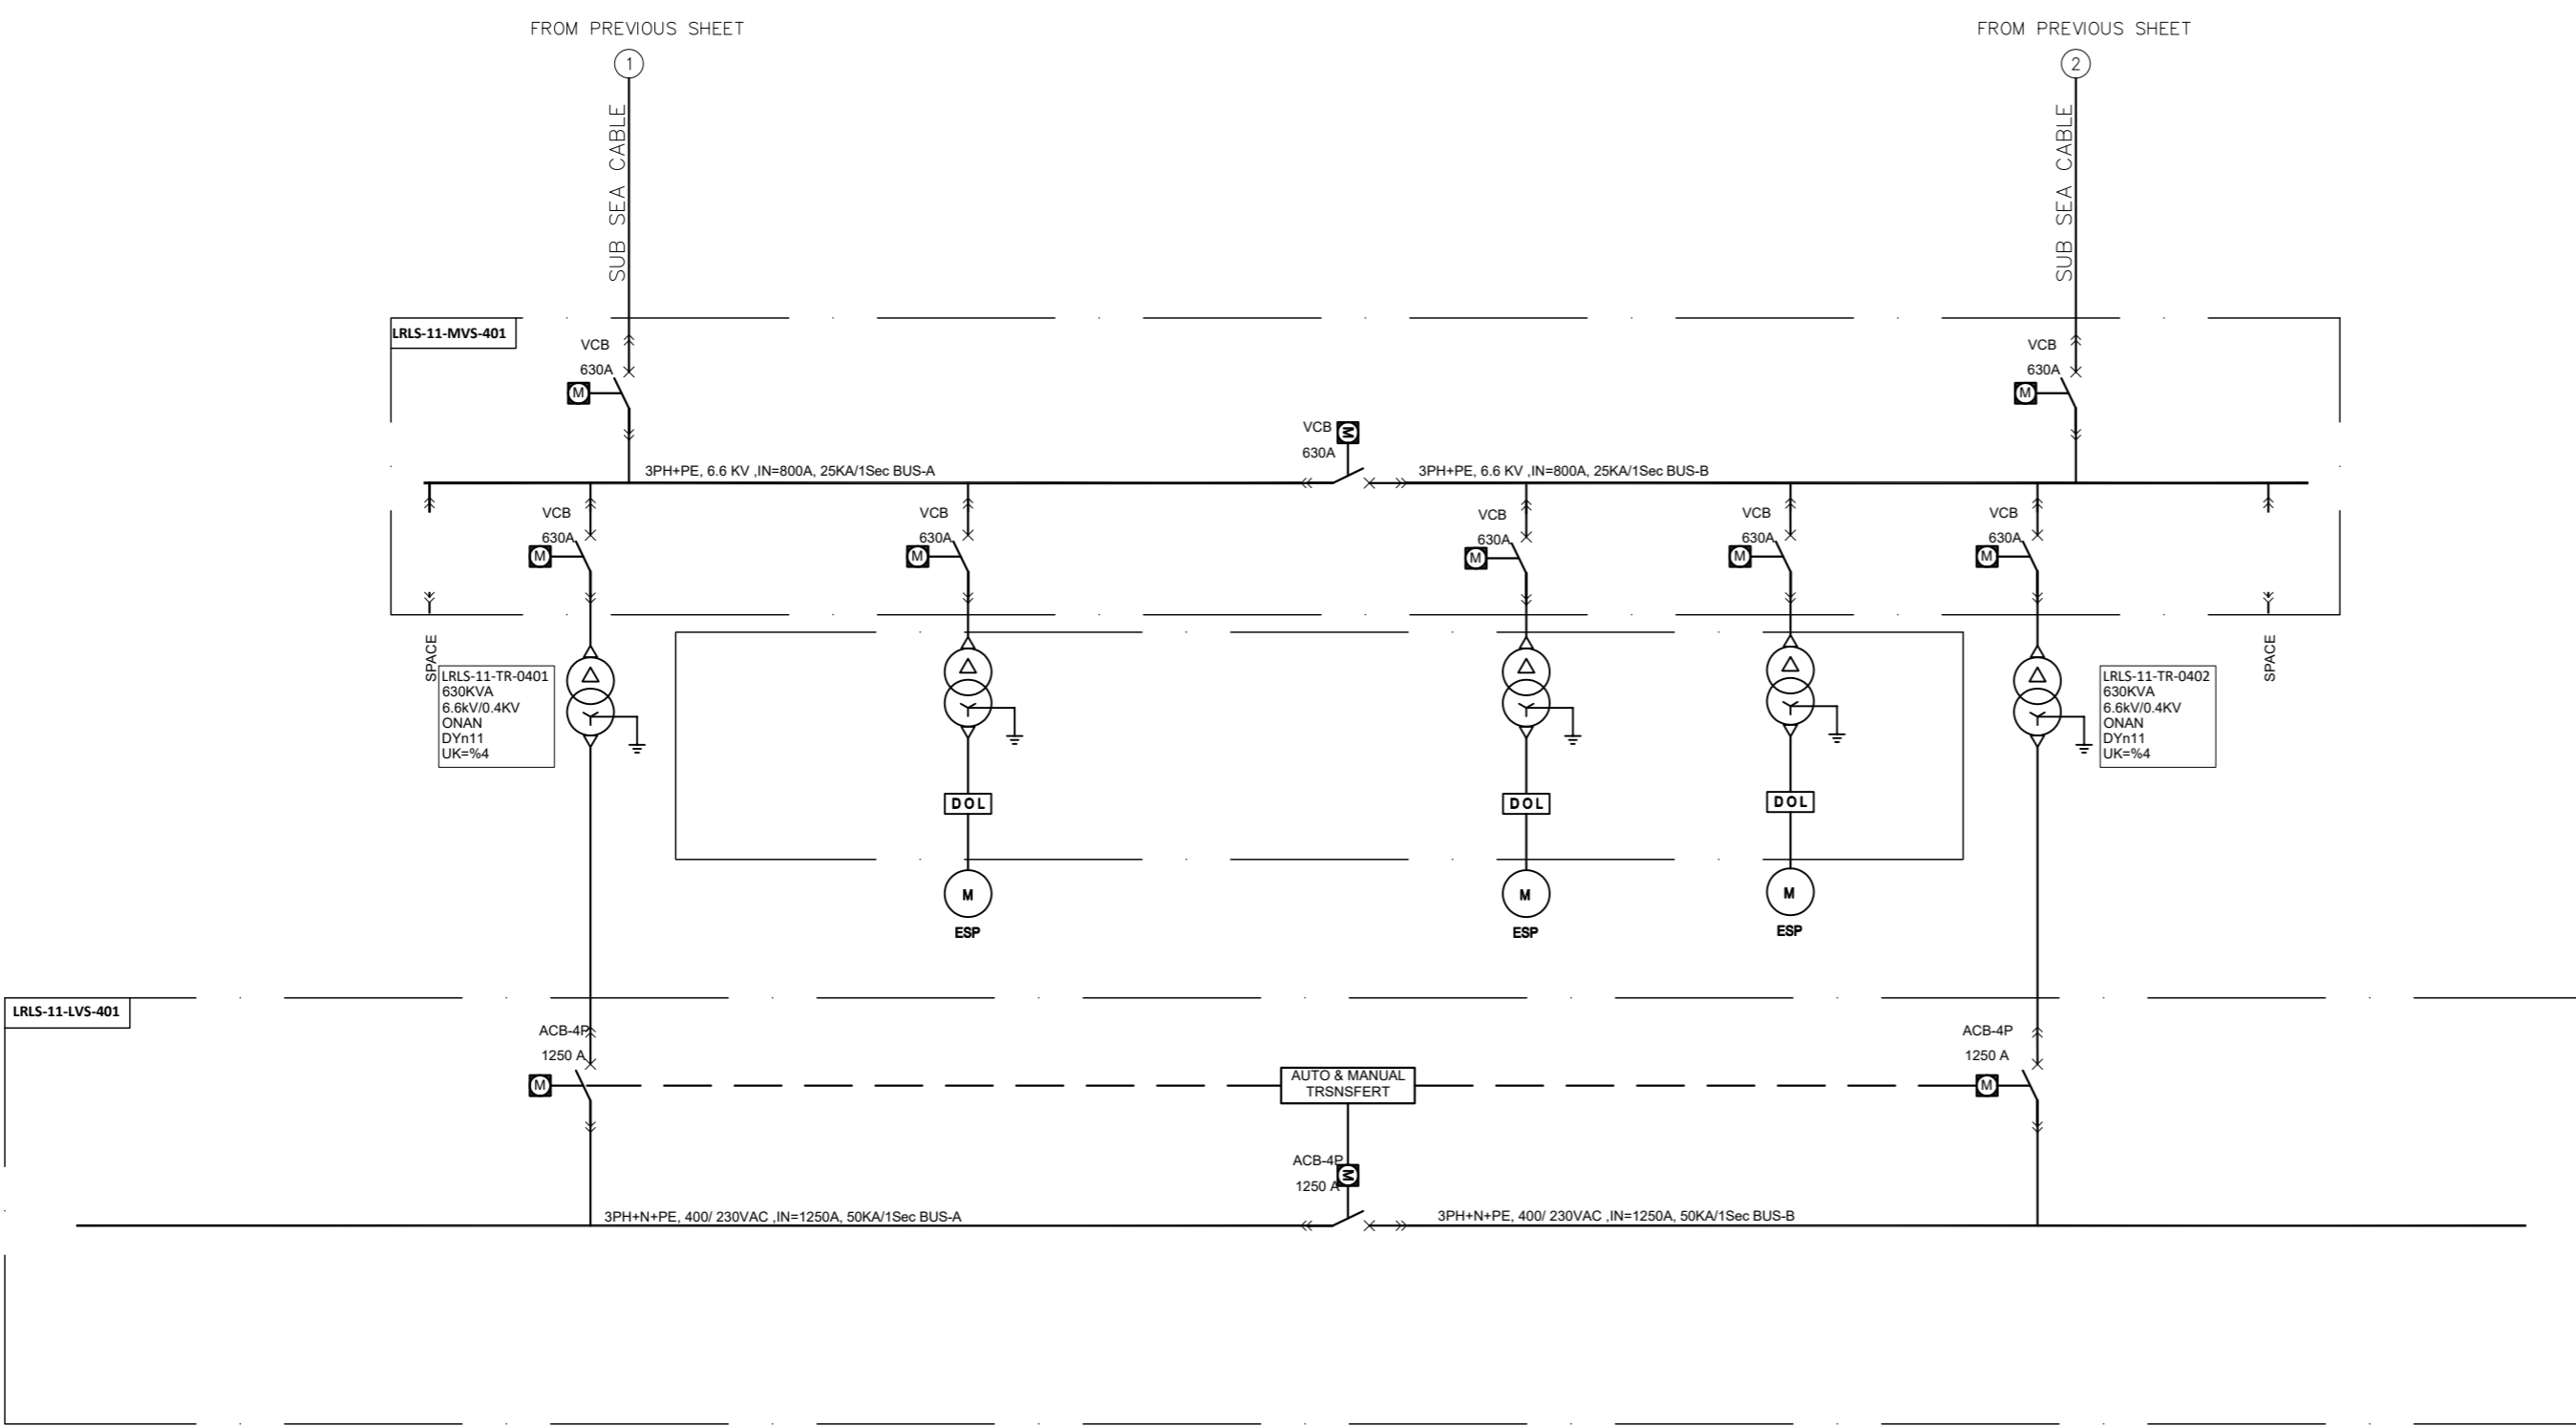 FROM PREVIOUS SHEET
FROM PREVIOUS SHEET
1
2
SUB SEA CABLE
SUB SEA CABLE
LRLS-11-MVS-401
VCB
630A
M
VCB
630A
M
VCB
630A
M
3PH+PE, 6.6 KV ,IN=800A, 25KA/1Sec BUS-A
3PH+PE, 6.6 KV ,IN=800A, 25KA/1Sec BUS-B
VCB
630A
M
VCB
630A
M
VCB
630A
M
VCB
630A
M
VCB
630A
M
SPACE
SPACE
LRLS-11-TR-0401
630KVA
6.6kV/0.4KV
ONAN
DYn11
UK=%4
LRLS-11-TR-0402
630KVA
6.6kV/0.4KV
ONAN
DYn11
UK=%4
DOL
DOL
DOL
M
M
M
ESP
ESP
ESP
LRLS-11-LVS-401
ACB-4P
1250 A
M
AUTO & MANUAL
TRSNSFERT
ACB-4P
1250 A
M
ACB-4P
1250 A
M
3PH+N+PE, 400/ 230VAC ,IN=1250A, 50KA/1Sec BUS-A
3PH+N+PE, 400/ 230VAC ,IN=1250A, 50KA/1Sec BUS-B